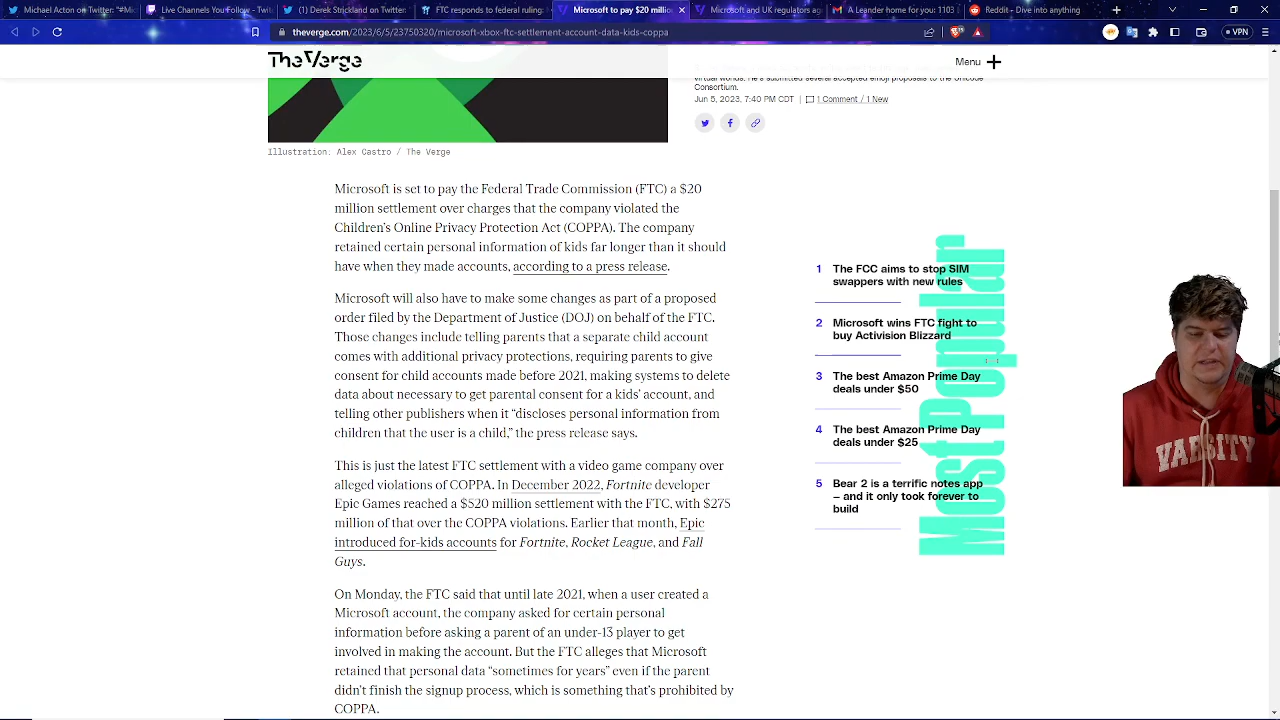 Michael Acton on Twitter: "#Mic
Live Channels You Follow - Twit
(1) Derek Strickland on Twitter:
FTC responds to federal ruling:
Microsoft to pay $20 millio
Microsoft and UK regulators ag
A Leander home for you: 1103
Reddit - Dive into anything
theverge.com/2023/6/5/23750320/microsoft-xbox-ftc-settlement-account-data-kids-coppa
VPN
TheVerge
Menu
virtual worlds. He's submitted several accepted emoji proposals to the Unicode
Consortium.
Jun 5, 2023, 7:40 PM CDT | 1 Comment / 1 New
Illustration: Alex Castro / The Verge
Microsoft is set to pay the Federal Trade Commission (FTC) a $20
million settlement over charges that the company violated the
Children's Online Privacy Protection Act (COPPA). The company
retained certain personal information of kids far longer than it should
have when they made accounts, according to a press release.
Microsoft will also have to make some changes as part of a proposed
order filed by the Department of Justice (DOJ) on behalf of the FTC.
Those changes include telling parents that a separate child account
comes with additional privacy protections, requiring parents to give
consent for child accounts made before 2021, making systems to delete
data about necessary to get parental consent for a kids' account, and
telling other publishers when it "discloses personal information from
children that the user is a child," the press release says.
This is just the latest FTC settlement with a video game company over
alleged violations of COPPA. In December 2022, Fortnite developer
Epic Games reached a $520 million settlement with the FTC, with $275
million of that over the COPPA violations. Earlier that month, Epic
introduced for-kids accounts for Fortnite, Rocket League, and Fall
Guys.
On Monday, the FTC said that until late 2021, when a user created a
Microsoft account, the company asked for certain personal
information before asking a parent of an under-13 player to get
involved in making the account. But the FTC alleges that Microsoft
retained that personal data "sometimes for years" even if the parent
didn't finish the signup process, which is something that's prohibited by
COPPA.
Most Popular
1 The FCC aims to stop SIM
swappers with new rules
2 Microsoft wins FTC fight to
buy Activision Blizzard
3 The best Amazon Prime Day
deals under $50
4 The best Amazon Prime Day
deals under $25
5 Bear 2 is a terrific notes app
– and it only took forever to
build
VARSITY